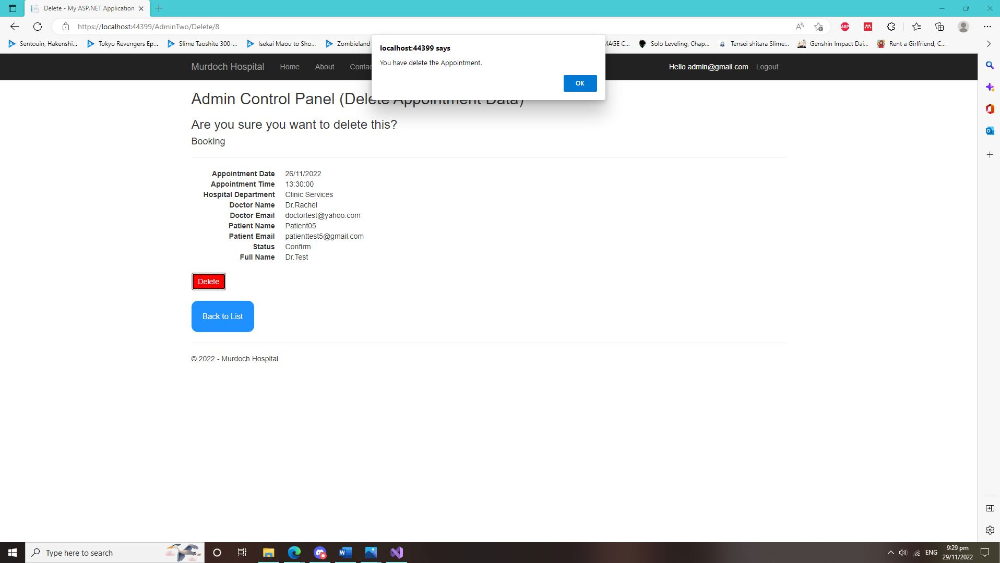 Delete - My ASP.NET Application
https://localhost:44399/AdminTwo/Delete/8
ABP
Sentouin, Hakenshi... Tokyo Revengers Ep... Slime Taoshite 300-... Isekai Maou to Sho... Zombieland MAGE C... Solo Leveling, Chap... Tensei shitara Slime... Genshin Impact Dai... Rent a Girlfriend, C...
localhost:44399 says
You have delete the Appointment.
OK
Murdoch Hospital Home About Contac Hello admin@gmail.com Logout
Admin Control Panel (Delete Appointment Data)
Are you sure you want to delete this?
Booking
Appointment Date 26/11/2022
Appointment Time 13:30:00
Hospital Department Clinic Services
Doctor Name Dr.Rachel
Doctor Email doctortest@yahoo.com
Patient Name Patient05
Patient Email patienttest5@gmail.com
Status Confirm
Full Name Dr.Test
Delete
Back to List
© 2022 - Murdoch Hospital
Type here to search
ENG
9:29 pm
29/11/2022